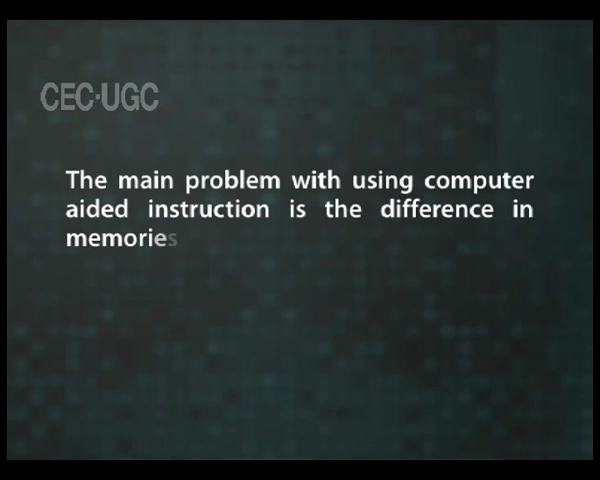 CEC-UGC
The main problem with using computer
aided instruction is the difference in
memories